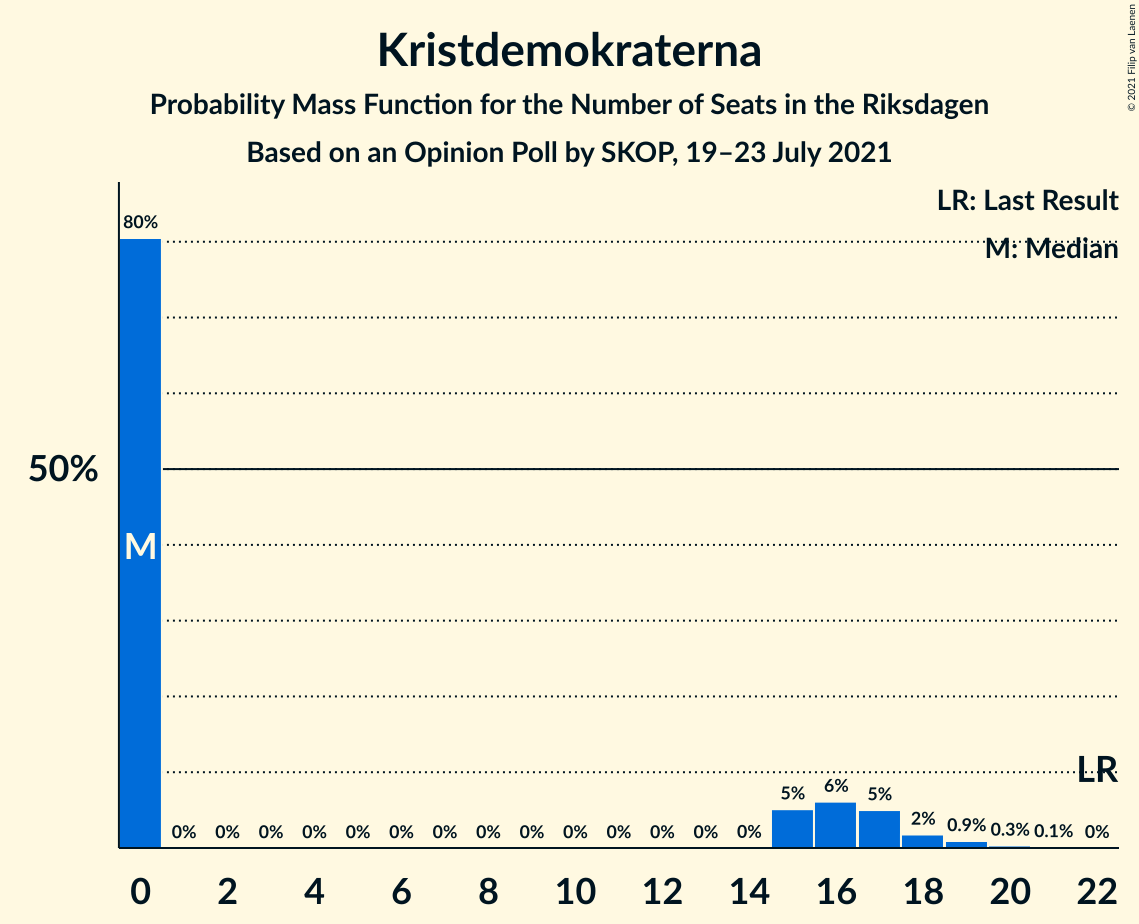 Kristdemokraterna
Probability Mass Function for the Number of Seats in the Riksdagen
Based on an Opinion Poll by SKOP, 19–23 July 2021
© 2021 Filip van Laenen
LR: Last Result
M: Median
80%
50%
M
LR
0% 0% 0% 0% 0% 0% 0% 0% 0% 0% 0% 0% 0% 0% 5% 6% 5% 2% 0.9% 0.3% 0.1% 0%
0 2 4 6 8 10 12 14 16 18 20 22